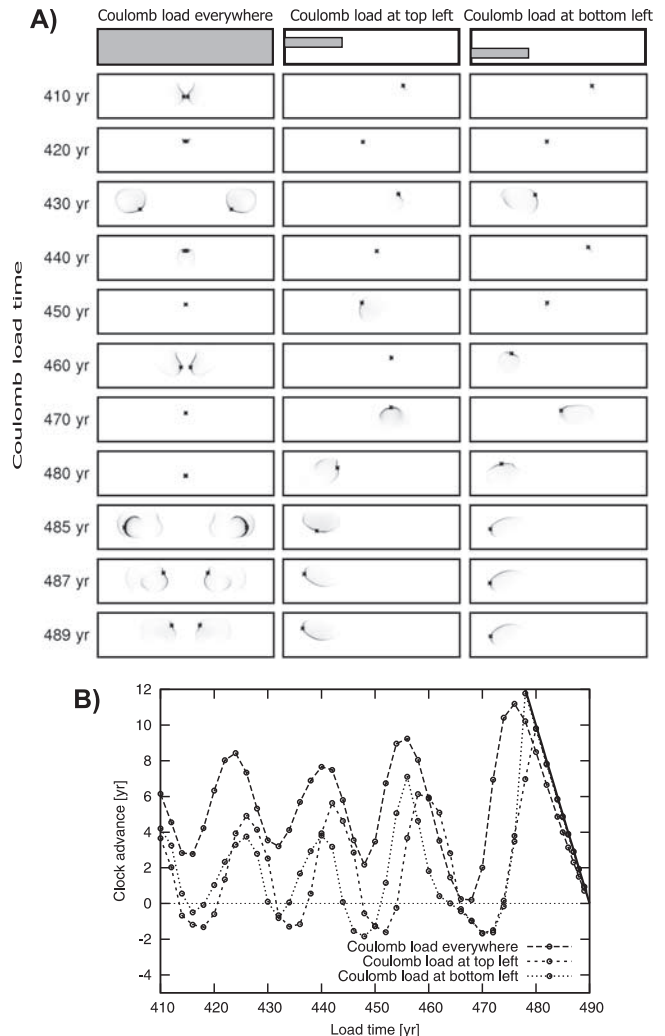 A)
Coulomb load everywhere
Coulomb load at top left
Coulomb load at bottom left
Coulomb load time
410 yr
420 yr
430 yr
440 yr
450 yr
460 yr
470 yr
480 yr
485 yr
487 yr
489 yr
B)
Clock advance [yr]
12
10
8
6
4
2
0
-2
-4
Coulomb load everywhere
Coulomb load at top left
Coulomb load at bottom left
410 420 430 440 450 460 470 480 490
Load time [yr]